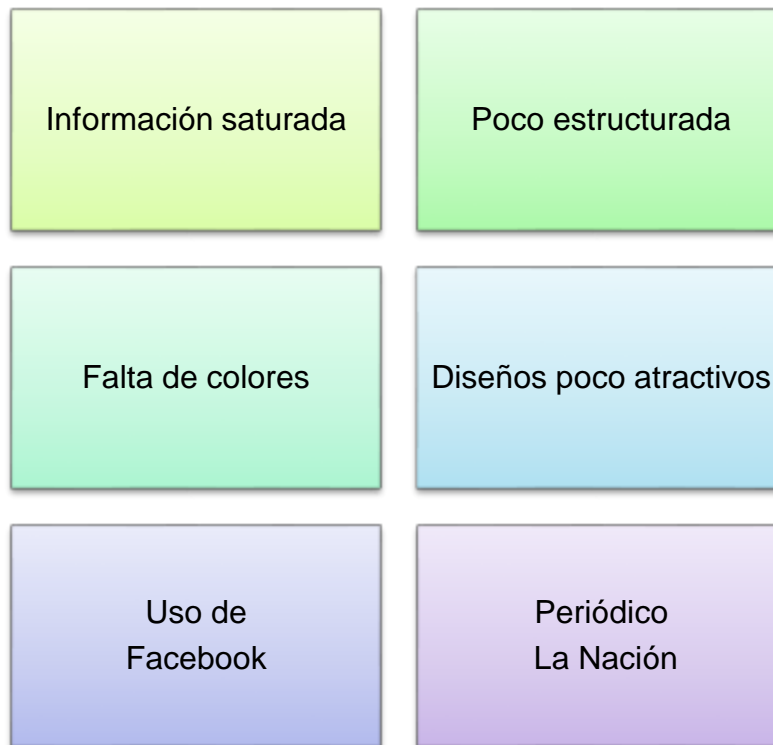 Información saturada
Poco estructurada
Falta de colores
Diseños poco atractivos
Uso de
Facebook
Periódico
La Nación